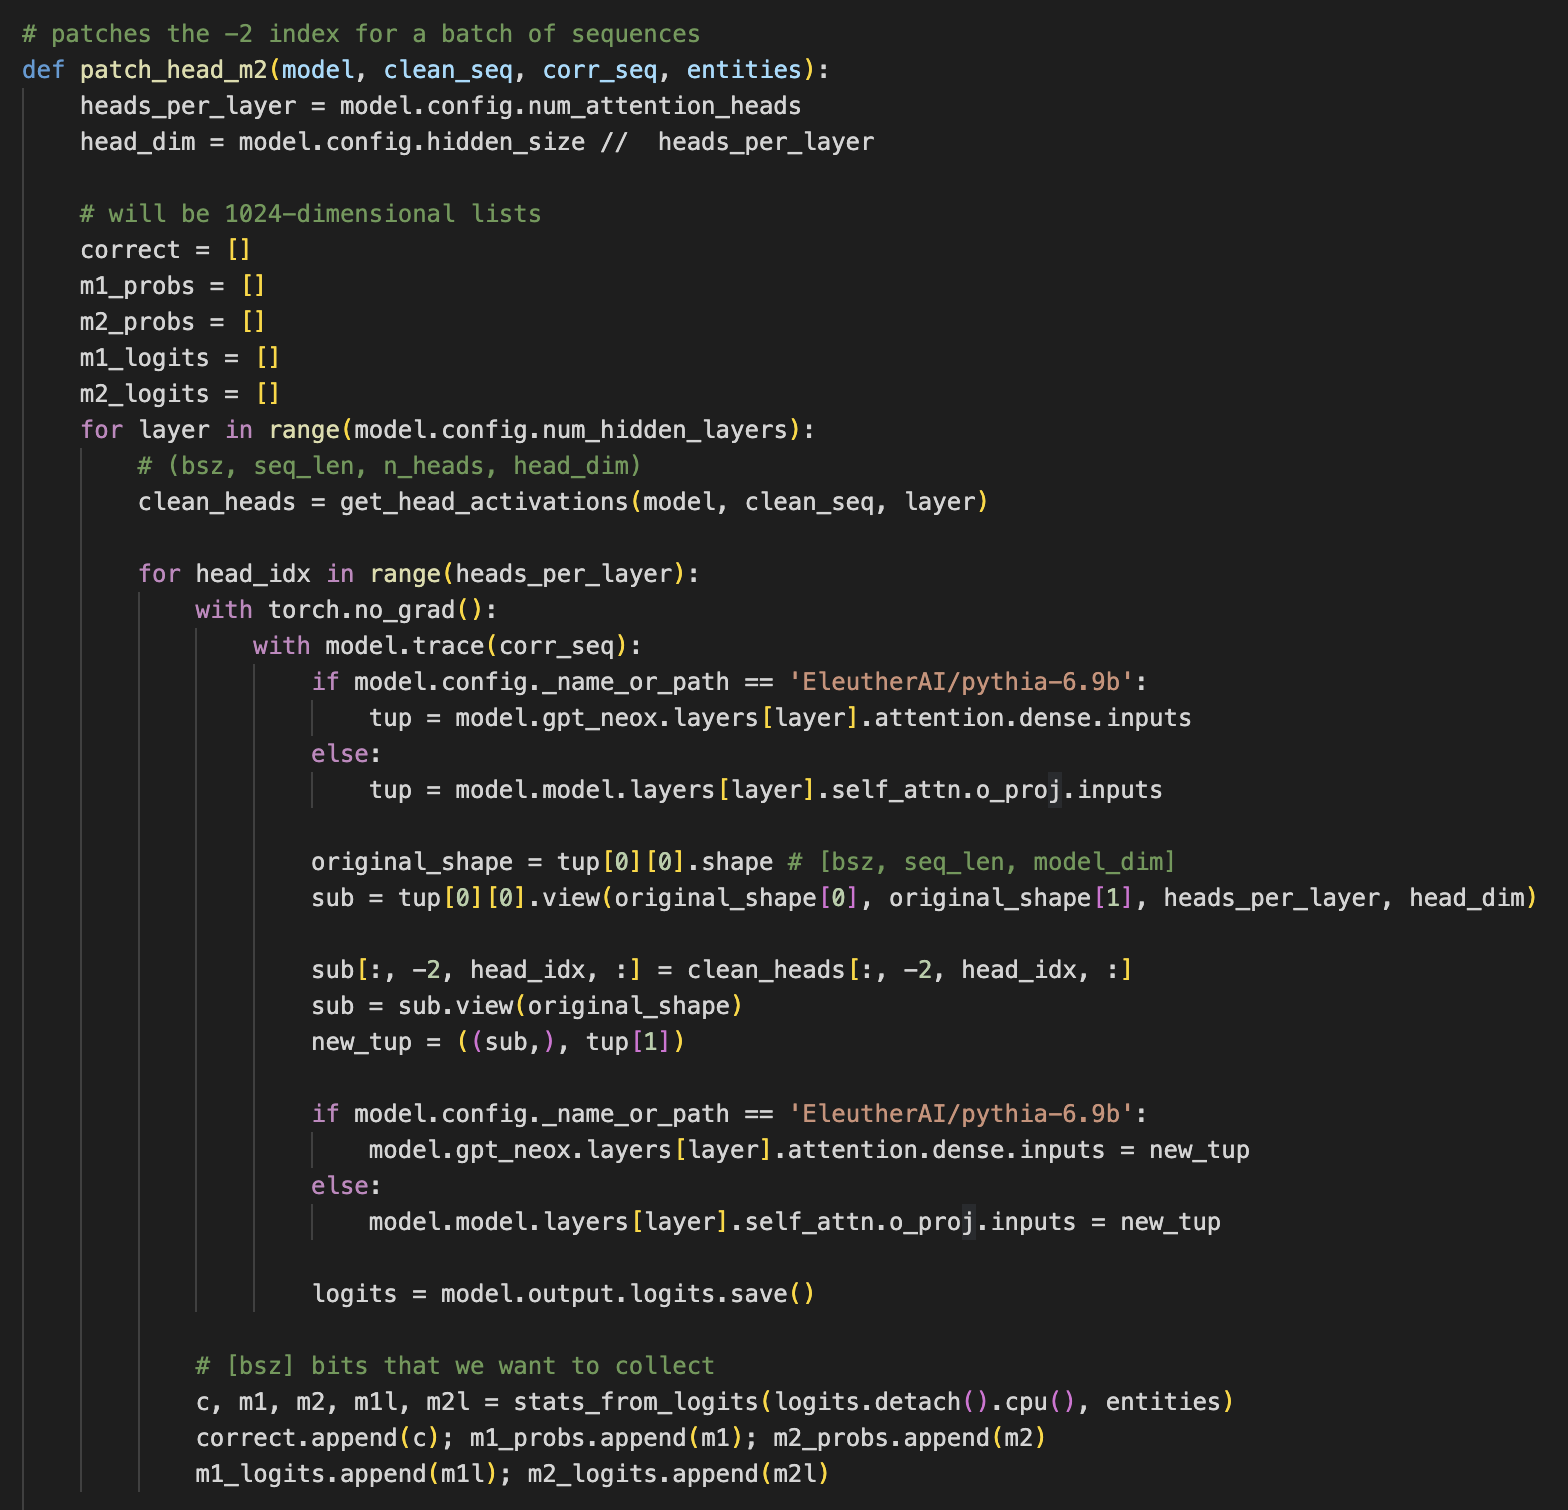 # patches the -2 index for a batch of sequences
def patch_head_m2(model, clean_seq, corr_seq, entities):
    heads_per_layer = model.config.num_attention_heads
    head_dim = model.config.hidden_size //  heads_per_layer

    # will be 1024-dimensional lists
    correct = []
    m1_probs = []
    m2_probs = []
    m1_logits = []
    m2_logits = []
    for layer in range(model.config.num_hidden_layers):
        # (bsz, seq_len, n_heads, head_dim)
        clean_heads = get_head_activations(model, clean_seq, layer)

        for head_idx in range(heads_per_layer):
            with torch.no_grad():
                with model.trace(corr_seq):
                    if model.config._name_or_path == 'EleutherAI/pythia-6.9b':
                        tup = model.gpt_neox.layers[layer].attention.dense.inputs
                    else:
                        tup = model.model.layers[layer].self_attn.o_proj.inputs

                    original_shape = tup[0][0].shape # [bsz, seq_len, model_dim]
                    sub = tup[0][0].view(original_shape[0], original_shape[1], heads_per_layer, head_dim)

                    sub[:, -2, head_idx, :] = clean_heads[:, -2, head_idx, :]
                    sub = sub.view(original_shape)
                    new_tup = ((sub,), tup[1])

                    if model.config._name_or_path == 'EleutherAI/pythia-6.9b':
                        model.gpt_neox.layers[layer].attention.dense.inputs = new_tup
                    else:
                        model.model.layers[layer].self_attn.o_proj.inputs = new_tup

                    logits = model.output.logits.save()

            # [bsz] bits that we want to collect
            c, m1, m2, m1l, m2l = stats_from_logits(logits.detach().cpu(), entities)
            correct.append(c); m1_probs.append(m1); m2_probs.append(m2)
            m1_logits.append(m1l); m2_logits.append(m2l)